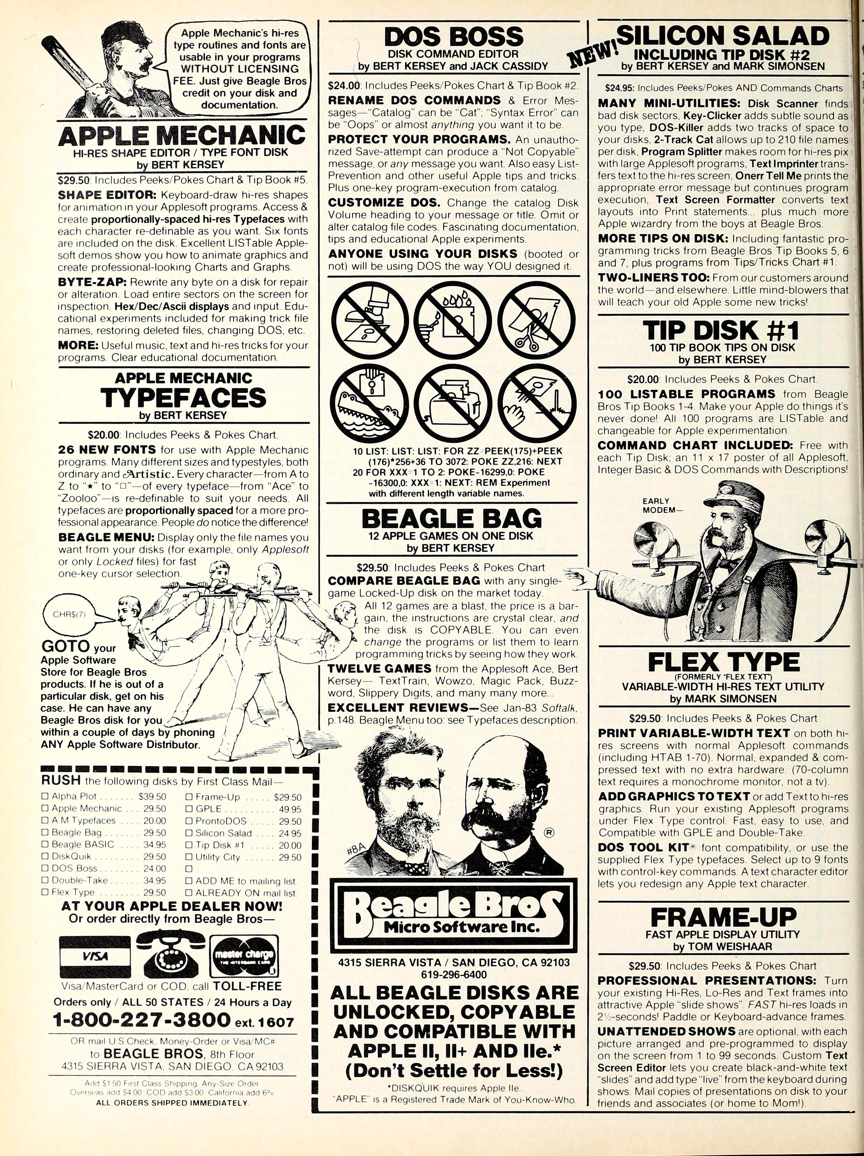 Apple Mechanic's hi-res
type routines and fonts are
usable in your programs
WITHOUT LICENSING
FEE. Just give Beagle Bros
credit on your disk and
documentation.
APPLE MECHANIC
HI-RES SHAPE EDITOR / TYPE FONT DISK
by BERT KERSEY
$29.50: Includes Peeks/Pokes Chart & Tip Book #5.
SHAPE EDITOR: Keyboard-draw hi-res shapes
for animation in your Applesoft programs. Access &
create proportionally-spaced hi-res Typefaces with
each character re-definable as you want. Six fonts
are included on the disk. Excellent LISTable Apple-
soft demos show you how to animate graphics and
create professional-looking Charts and Graphs.
BYTE-ZAP: Rewrite any byte on a disk for repair
or alteration. Load entire sectors on the screen for
inspection. Hex/Dec/Ascii displays and input. Edu-
cational experiments included for making trick file
names, restoring deleted files, changing DOS, etc.
MORE: Useful music, text and hi-res tricks for your
programs. Clear educational documentation.
APPLE MECHANIC
TYPEFACES
by BERT KERSEY
$20.00: Includes Peeks & Pokes Chart.
26 NEW FONTS for use with Apple Mechanic
programs. Many different sizes and typestyles, both
ordinary and Artistic. Every character—from A to
Z to "★" to "□"—of every typeface—from "Ace" to
"Zooloo"—is re-definable to suit your needs. All
typefaces are proportionally spaced for a more pro-
fessional appearance. People do notice the difference!
BEAGLE MENU: Display only the file names you
want from your disks (for example, only Applesoft
or only Locked files) for fast
one-key cursor selection.
CHR$(7)
GOTO your
Apple Software
Store for Beagle Bros
products. If he is out of a
particular disk, get on his
case. He can have any
Beagle Bros disk for you
within a couple of days by phoning
ANY Apple Software Distributor.
RUSH the following disks by First Class Mail—
□ Alpha Plot ....... $39.50
□ Apple Mechanic .. 29.50
□ A.M.Typefaces ... 20.00
□ Beagle Bag ...... 29.50
□ Beagle BASIC .... 34.95
□ DiskQuik ........ 29.50
□ DOS Boss ........ 24.00
□ Double-Take ..... 34.95
□ Flex Type ....... 29.50
□ Frame-Up ..... $29.50
□ GPLE ......... 49.95
□ ProntoDOS .... 29.50
□ Silicon Salad ... 24.95
□ Tip Disk #1 .... 20.00
□ Utility City ..... 29.50
□
□ ADD ME to mailing list.
□ ALREADY ON mail list.
AT YOUR APPLE DEALER NOW!
Or order directly from Beagle Bros—
VISA
master charge
THE INTERBANK CARD
Visa/MasterCard or COD, call TOLL-FREE
Orders only / ALL 50 STATES / 24 Hours a Day
1-800-227-3800 ext. 1607
OR mail U.S.Check, Money-Order or Visa/MC#
to BEAGLE BROS, 8th Floor
4315 SIERRA VISTA, SAN DIEGO, CA 92103
Add $1.50 First Class Shipping, Any-Size Order
Overseas add $4.00. COD add $3.00. California add 6%
ALL ORDERS SHIPPED IMMEDIATELY.
DOS BOSS
DISK COMMAND EDITOR
by BERT KERSEY and JACK CASSIDY
$24.00: Includes Peeks/Pokes Chart & Tip Book #2.
RENAME DOS COMMANDS & Error Mes-
sages—"Catalog" can be "Cat"; "Syntax Error" can
be "Oops" or almost anything you want it to be.
PROTECT YOUR PROGRAMS. An unautho-
rized Save-attempt can produce a "Not Copyable"
message, or any message you want. Also easy List-
Prevention and other useful Apple tips and tricks.
Plus one-key program-execution from catalog.
CUSTOMIZE DOS. Change the catalog Disk
Volume heading to your message or title. Omit or
alter catalog file codes. Fascinating documentation,
tips and educational Apple experiments.
ANYONE USING YOUR DISKS (booted or
not) will be using DOS the way YOU designed it.
10 LIST: LIST: LIST: FOR ZZ=PEEK(175)+PEEK
(176)*256+36 TO 3072: POKE ZZ,216: NEXT
20 FOR XXX=1 TO 2: POKE-16299,0: POKE
-16300,0: XXX=1: NEXT: REM Experiment
with different length variable names.
BEAGLE BAG
12 APPLE GAMES ON ONE DISK
by BERT KERSEY
$29.50: Includes Peeks & Pokes Chart
COMPARE BEAGLE BAG with any single-
game Locked-Up disk on the market today.
All 12 games are a blast, the price is a bar-
gain, the instructions are crystal clear, and
the disk is COPYABLE. You can even
change the programs or list them to learn
programming tricks by seeing how they work.
TWELVE GAMES from the Applesoft Ace, Bert
Kersey— TextTrain, Wowzo, Magic Pack, Buzz-
word, Slippery Digits, and many many more...
EXCELLENT REVIEWS—See Jan-83 Softalk,
p.148. Beagle Menu too: see Typefaces description.
#8A
®
Beagle Bros
Micro Software Inc.
4315 SIERRA VISTA / SAN DIEGO, CA 92103
619-296-6400
ALL BEAGLE DISKS ARE
UNLOCKED, COPYABLE
AND COMPATIBLE WITH
APPLE II, II+ AND IIe.*
(Don't Settle for Less!)
*DISKQUIK requires Apple IIe.
"APPLE" is a Registered Trade Mark of You-Know-Who.
NEW!
SILICON SALAD
INCLUDING TIP DISK #2
by BERT KERSEY and MARK SIMONSEN
$24.95: Includes Peeks/Pokes AND Commands Charts
MANY MINI-UTILITIES: Disk Scanner finds
bad disk sectors, Key-Clicker adds subtle sound as
you type, DOS-Killer adds two tracks of space to
your disks, 2-Track Cat allows up to 210 file names
per disk, Program Splitter makes room for hi-res pix
with large Applesoft programs, Text Imprinter trans-
fers text to the hi-res screen, Onerr Tell Me prints the
appropriate error message but continues program
execution, Text Screen Formatter converts text
layouts into Print statements... plus much more
Apple wizardry from the boys at Beagle Bros.
MORE TIPS ON DISK: Including fantastic pro-
gramming tricks from Beagle Bros Tip Books 5, 6
and 7, plus programs from Tips/Tricks Chart #1.
TWO-LINERS TOO: From our customers around
the world—and elsewhere. Little mind-blowers that
will teach your old Apple some new tricks!
TIP DISK #1
100 TIP BOOK TIPS ON DISK
by BERT KERSEY
$20.00: Includes Peeks & Pokes Chart.
100 LISTABLE PROGRAMS from Beagle
Bros Tip Books 1-4. Make your Apple do things it's
never done! All 100 programs are LISTable and
changeable for Apple experimentation.
COMMAND CHART INCLUDED: Free with
each Tip Disk; an 11 x 17 poster of all Applesoft,
Integer Basic & DOS Commands with Descriptions!
EARLY
MODEM—
FLEX TYPE
(FORMERLY "FLEX TEXT")
VARIABLE-WIDTH HI-RES TEXT UTILITY
by MARK SIMONSEN
$29.50: Includes Peeks & Pokes Chart
PRINT VARIABLE-WIDTH TEXT on both hi-
res screens with normal Applesoft commands
(including HTAB 1-70). Normal, expanded & com-
pressed text with no extra hardware. (70-column
text requires a monochrome monitor, not a tv).
ADD GRAPHICS TO TEXT or add Text to hi-res
graphics. Run your existing Applesoft programs
under Flex Type control. Fast, easy to use, and
Compatible with GPLE and Double-Take.
DOS TOOL KIT® font compatibility, or use the
supplied Flex Type typefaces. Select up to 9 fonts
with control-key commands. A text character editor
lets you redesign any Apple text character.
FRAME-UP
FAST APPLE DISPLAY UTILITY
by TOM WEISHAAR
$29.50: Includes Peeks & Pokes Chart
PROFESSIONAL PRESENTATIONS: Turn
your existing Hi-Res, Lo-Res and Text frames into
attractive Apple "slide shows". FAST hi-res loads in
2½-seconds! Paddle or Keyboard-advance frames.
UNATTENDED SHOWS are optional, with each
picture arranged and pre-programmed to display
on the screen from 1 to 99 seconds. Custom Text
Screen Editor lets you create black-and-white text
"slides" and add type "live" from the keyboard during
shows. Mail copies of presentations on disk to your
friends and associates (or home to Mom!).